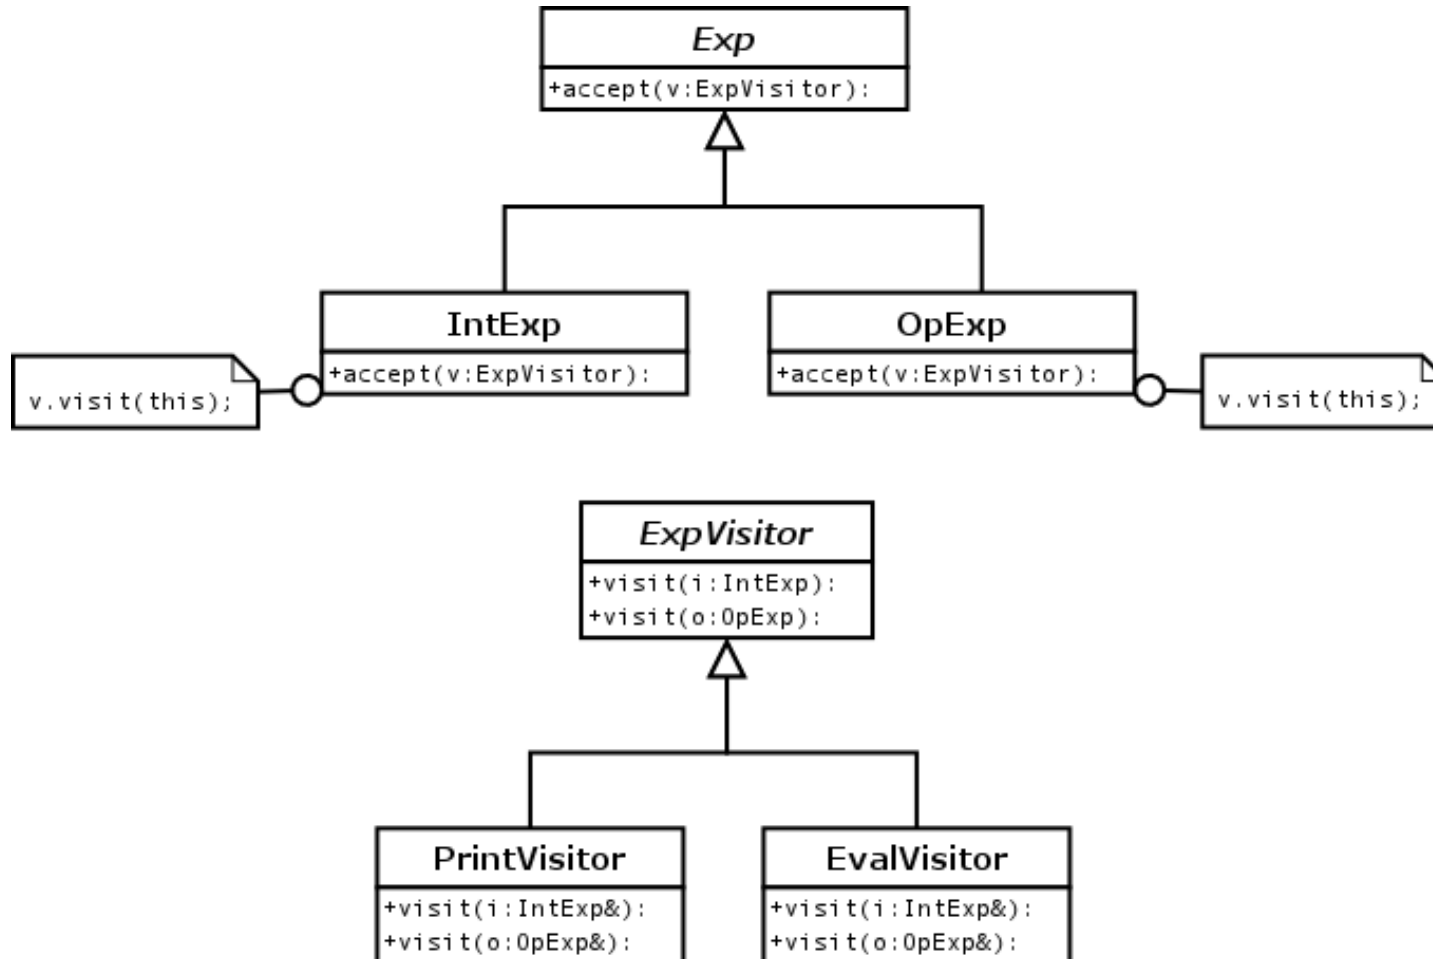 Exp
+accept(v:ExpVisitor):
IntExp
+accept(v:ExpVisitor):
OpExp
+accept(v:ExpVisitor):
v.visit(this);
v.visit(this);
ExpVisitor
+visit(i:IntExp):
+visit(o:OpExp):
PrintVisitor
+visit(i:IntExp&):
+visit(o:OpExp&):
EvalVisitor
+visit(i:IntExp&):
+visit(o:OpExp&):